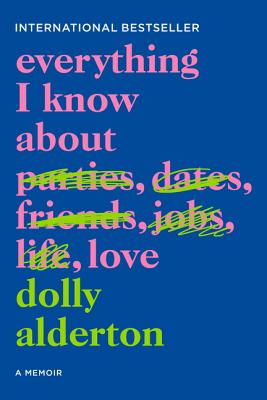 INTERNATIONAL BESTSELLER
everything
I know
about
parties, dates,
friends, jobs,
life, love
dolly
alderton
A MEMOIR